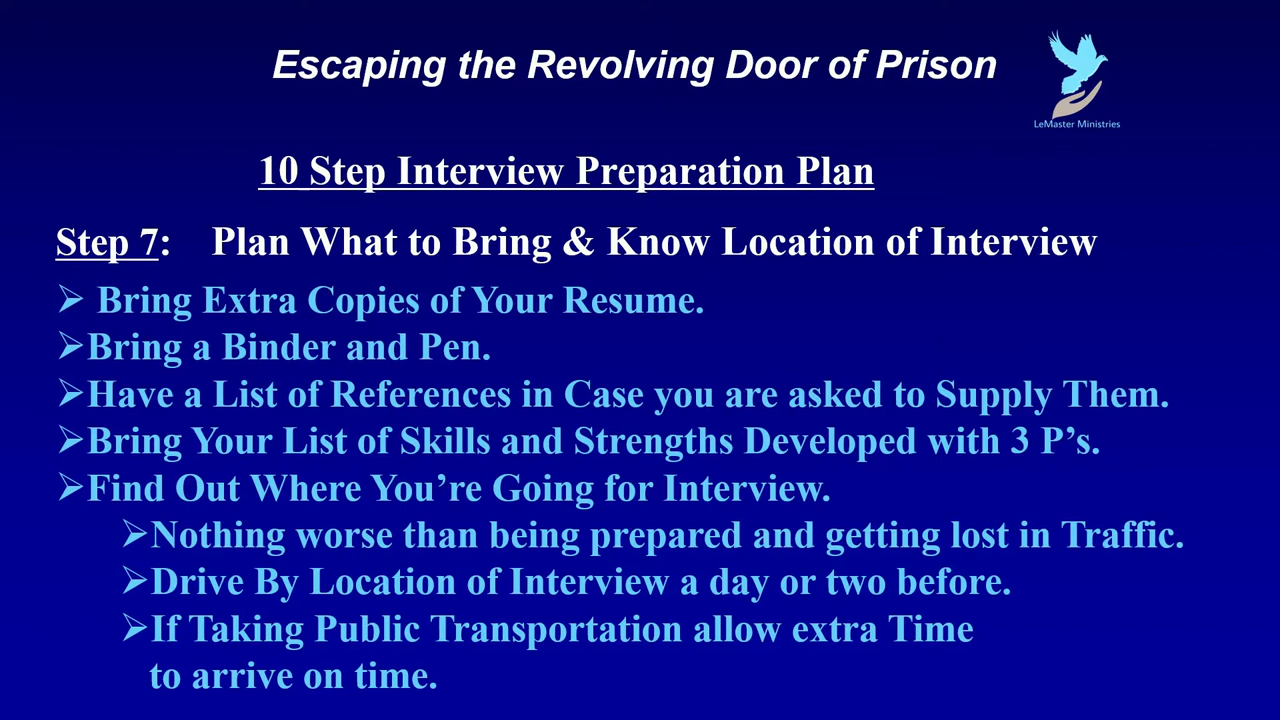 Escaping the Revolving Door of Prison
LeMaster Ministries
10 Step Interview Preparation Plan
Step 7: Plan What to Bring & Know Location of Interview
➢ Bring Extra Copies of Your Resume.
➢Bring a Binder and Pen.
➢Have a List of References in Case you are asked to Supply Them.
➢Bring Your List of Skills and Strengths Developed with 3 P’s.
➢Find Out Where You’re Going for Interview.
➢Nothing worse than being prepared and getting lost in Traffic.
➢Drive By Location of Interview a day or two before.
➢If Taking Public Transportation allow extra Time
to arrive on time.